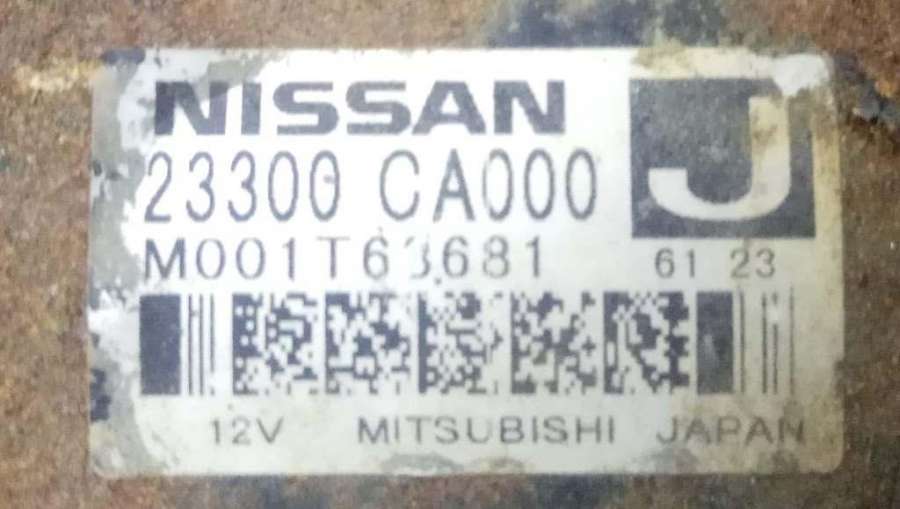 NISSAN J
23300 CA000
M001T63681 61 23
12V MITSUBISHI JAPAN